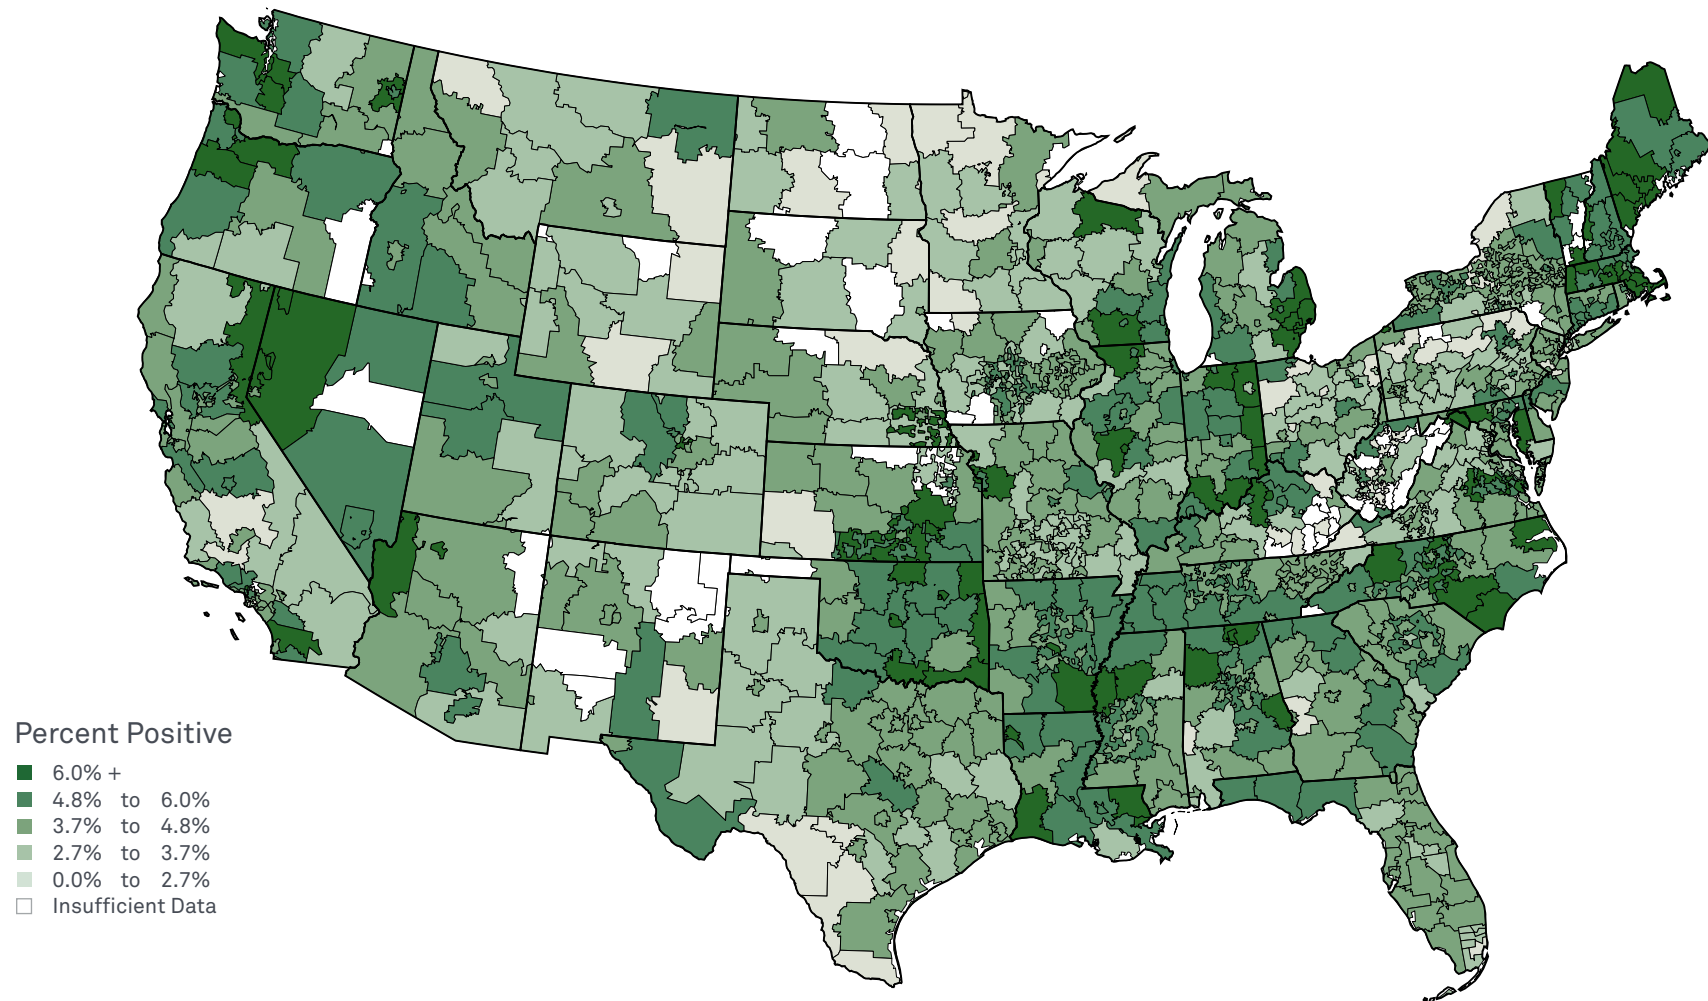 Percent Positive
6.0% +
4.8% to 6.0%
3.7% to 4.8%
2.7% to 3.7%
0.0% to 2.7%
Insufficient Data